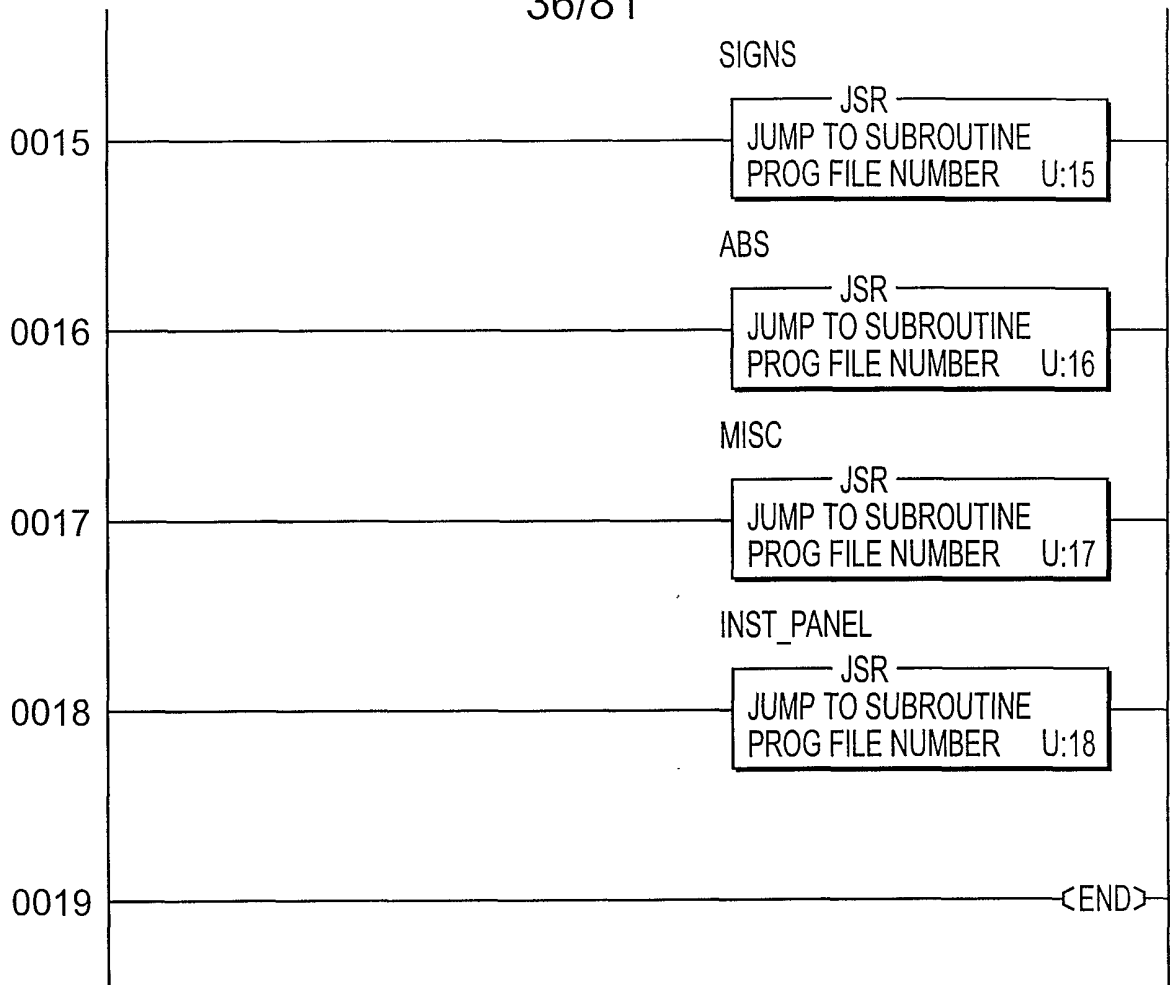 36/81
SIGNS
JSR
0015
JUMP TO SUBROUTINE
PROG FILE NUMBER U:15
ABS
JSR
0016
JUMP TO SUBROUTINE
PROG FILE NUMBER U:16
MISC
JSR
0017
JUMP TO SUBROUTINE
PROG FILE NUMBER U:17
INST_PANEL
JSR
0018
JUMP TO SUBROUTINE
PROG FILE NUMBER U:18
0019
END